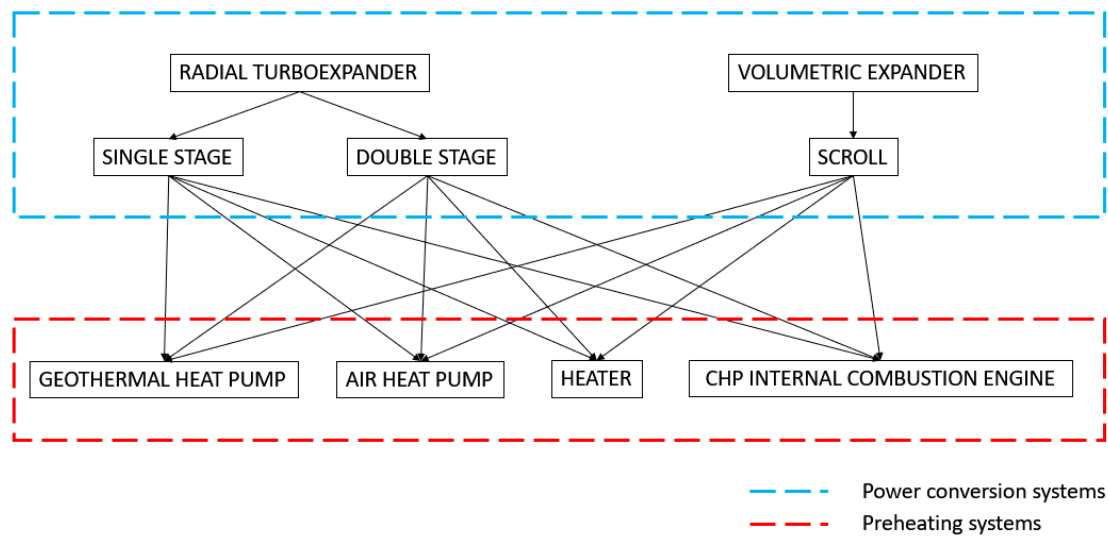 RADIAL TURBOEXPANDER
VOLUMETRIC EXPANDER
SINGLE STAGE
DOUBLE STAGE
SCROLL
GEOTHERMAL HEAT PUMP
AIR HEAT PUMP
HEATER
CHP INTERNAL COMBUSTION ENGINE
Power conversion systems
Preheating systems